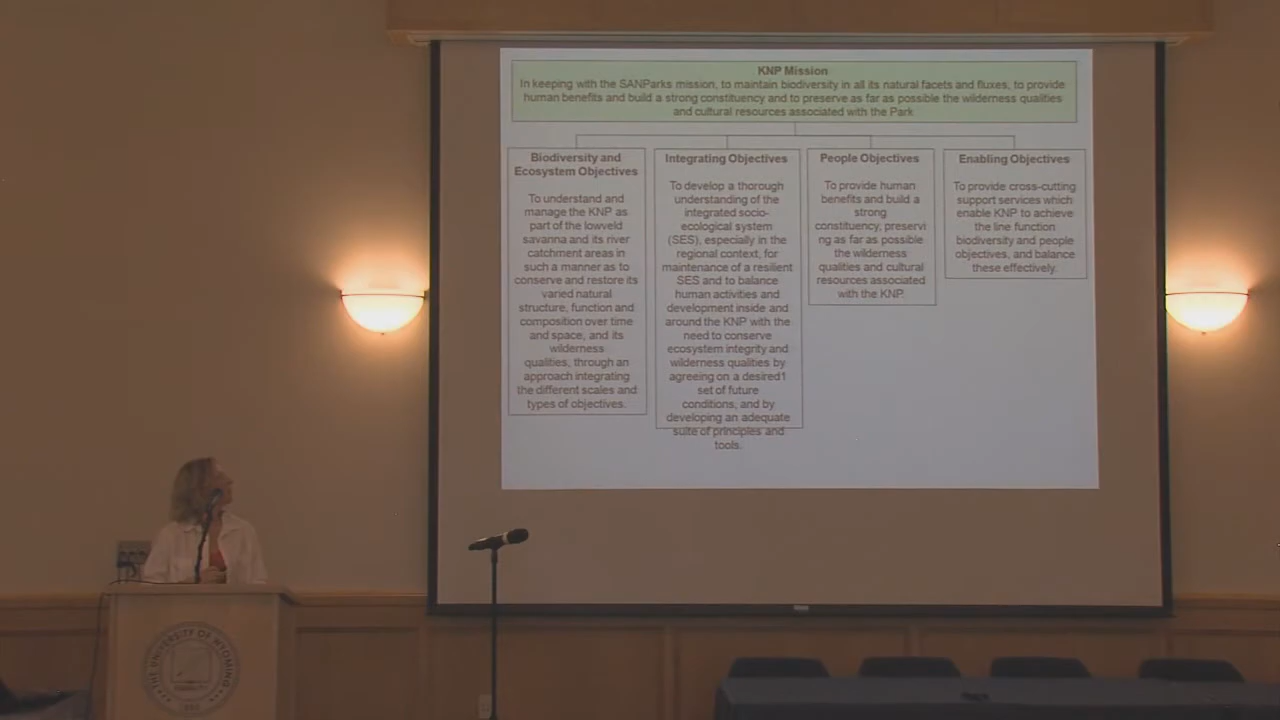 KNP Mission
In keeping with the SANParks mission, to maintain biodiversity in all its natural facets and fluxes, to provide
human benefits and build a strong constituency and to preserve as far as possible the wilderness qualities
and cultural resources associated with the Park
Biodiversity and
Ecosystem Objectives
To understand and
manage the KNP as
part of the lowveld
savanna and its river
catchment areas in
such a manner as to
conserve and restore its
varied natural
structure, function and
composition over time
and space, and its
wilderness
qualities, through an
approach integrating
the different scales and
types of objectives.
Integrating Objectives
To develop a thorough
understanding of the
integrated socio-
ecological system
(SES), especially in the
regional context, for
maintenance of a resilient
SES and to balance
human activities and
development inside and
around the KNP with the
need to conserve
ecosystem integrity and
wilderness qualities by
agreeing on a desired1
set of future
conditions, and by
developing an adequate
suite of principles and
tools.
People Objectives
To provide human
benefits and build a
strong
constituency, preservi
ng as far as possible
the wilderness
qualities and cultural
resources associated
with the KNP.
Enabling Objectives
To provide cross-cutting
support services which
enable KNP to achieve
the line function
biodiversity and people
objectives, and balance
these effectively.
THE UNIVERSITY OF WYOMING